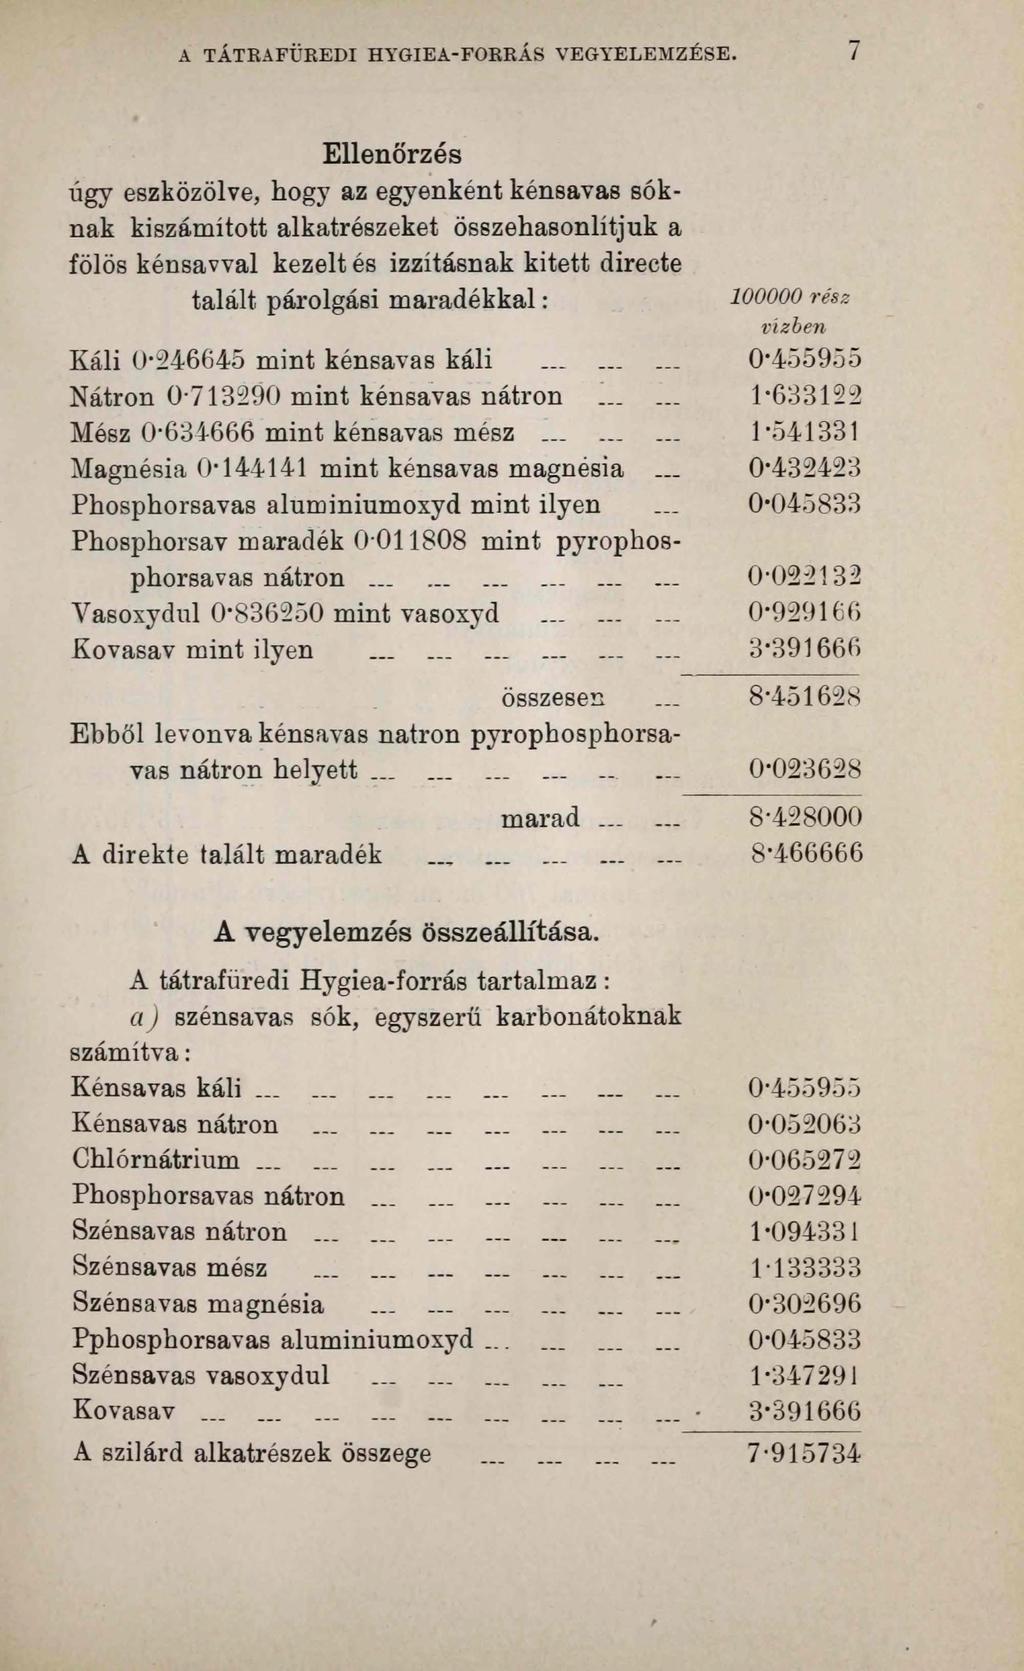 A TÁTRAFÜREDI HYGIEA-FORRÁS VEGYELEMZÉSE. 7
Ellenőrzés
úgy eszközölve, hogy az egyenként kénsavas sók-
nak kiszámított alkatrészeket összehasonlítjuk a
fölös kénsavval kezelt és izzításnak kitett directe
talált párolgási maradékkal : 100000 rész
vízben
Káli 0·246645 mint kénsavas káli 0·455955
Nátron 0·713290 mint kénsavas nátron 1·633122
Mész 0·634666 mint kénsavas mész 1·541331
Magnésia 0·144141 mint kénsavas magnésia 0·432423
Phosphorsavas aluminiumoxyd mint ilyen 0·045833
Phosphorsav maradék 0·011808 mint pyrophos-
phorsavas nátron 0·022132
Vasoxydul 0·836250 mint vasoxyd 0·929166
Kovasav mint ilyen 3·391666
összesen 8·451628
Ebből levonva kénsavas natron pyrophosphorsa-
vas nátron helyett 0·023628
marad 8·428000
A direkte talált maradék 8·466666
A vegyelemzés összeállítása.
A tátrafüredi Hygiea-forrás tartalmaz :
a) szénsavas sók, egyszerű karbonátoknak
számítva :
Kénsavas káli 0·455955
Kénsavas nátron 0·052063
Chlórnátrium 0·065272
Phosphorsavas nátron 0·027294
Szénsavas nátron 1·094331
Szénsavas mész 1·133333
Szénsavas magnésia 0·302696
Pphosphorsavas aluminiumoxyd 0·045833
Szénsavas vasoxydul 1·347291
Kovasav 3·391666
A szilárd alkatrészek összege 7·915734